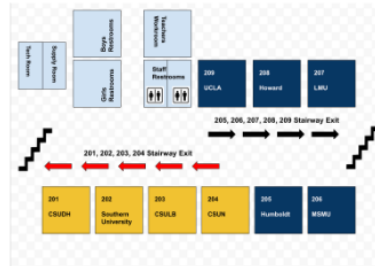 Tech Room
Supply Room
Boys
Restrooms
Girls
Restrooms
Teachers
Workroom
Staff
Restrooms
209
UCLA
208
Howard
207
LMU
205, 206, 207, 208, 209 Stairway Exit
201, 202, 203, 204 Stairway Exit
201
CSUDH
202
Southern
University
203
CSULB
204
CSUN
205
Humboldt
206
MSMU